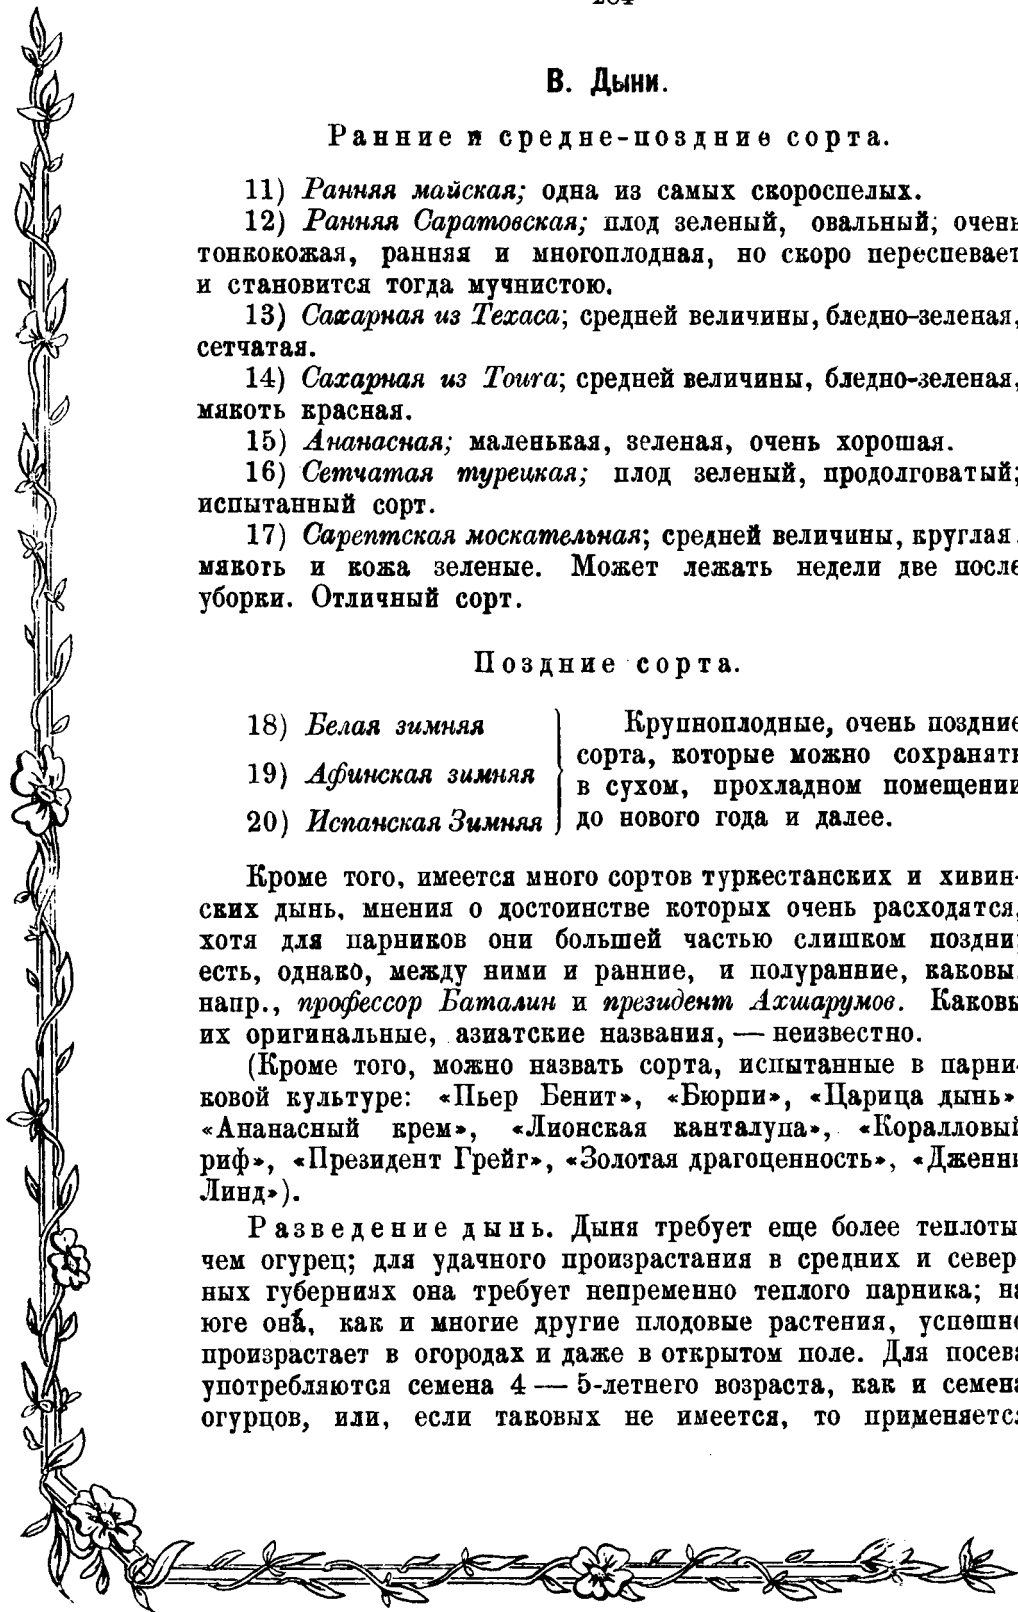 В. Дыни.
Ранние и средне-поздние сорта.
11) Ранняя майская; одна из самых скороспелых.
12) Ранняя Саратовская; плод зеленый, овальный; очень
тонкокожая, ранняя и многоплодная, но скоро переспевает
и становится тогда мучнистою.
13) Сахарная из Техаса; средней величины, бледно-зеленая,
сетчатая.
14) Сахарная из Тоига; средней величины, бледно-зеленая,
мякоть красная.
15) Ананасная; маленькая, зеленая, очень хорошая.
16) Сетчатая турецкая; плод зеленый, продолговатый;
испытанный сорт.
17) Сарептская москательная; средней величины, круглая.
мякоть и кожа зеленые. Может лежать недели две после
уборки. Отличный сорт.
Поздние сорта.
18) Белая зимняя
19) Афинская зимняя
20) Испанская Зимняя
Крупноплодные, очень поздние
сорта, которые можно сохранять
в сухом, прохладном помещении
до нового года и далее.
Кроме того, имеется много сортов туркестанских и хивин-
ских дынь, мнения о достоинстве которых очень расходятся,
хотя для парников они большей частью слишком поздни;
есть, однако, между ними и ранние, и полуранние, каковы,
напр., профессор Баталин и президент Ахшарумов. Каковы
их оригинальные, азиатские названия, — неизвестно.
(Кроме того, можно назвать сорта, испытанные в парни-
ковой культуре: «Пьер Бенит», «Бюрпи», «Царица дынь»
«Ананасный крем», «Лионская канталупа», «Коралловый
риф», «Президент Грейг», «Золотая драгоценность», «Дженни
Линд»).
Разведение дынь. Дыня требует еще более теплоты
чем огурец; для удачного произрастания в средних и север-
ных губерниях она требует непременно теплого парника; на
юге она, как и многие другие плодовые растения, успешно
произрастает в огородах и даже в открытом поле. Для посева
употребляются семена 4 — 5-летнего возраста, как и семена
огурцов, или, если таковых не имеется, то применяется